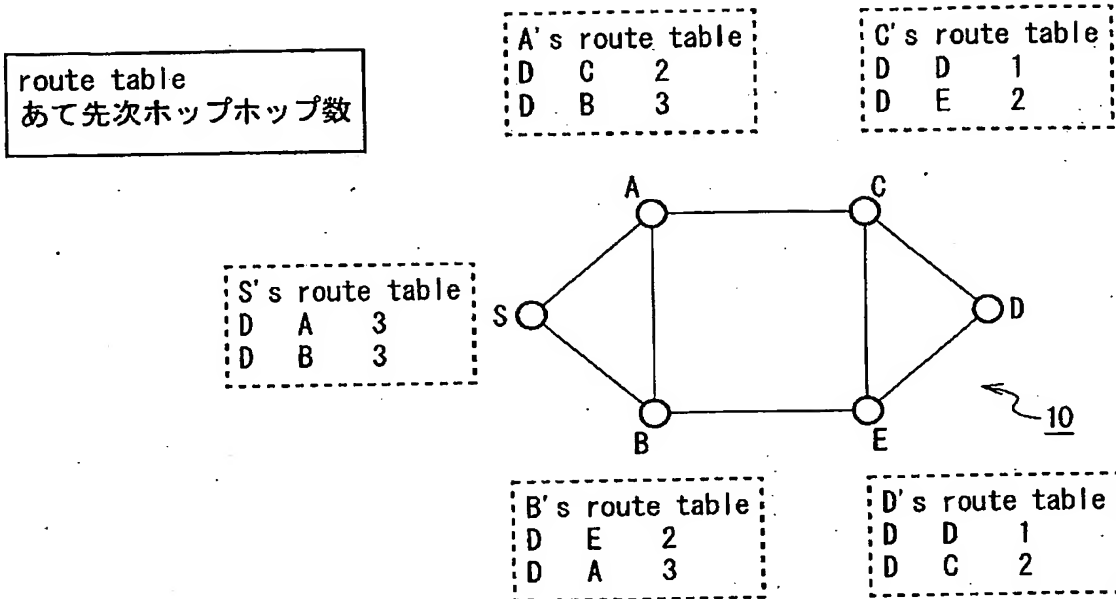 route table
あて先次ホップホップ数
A's route table
D C 2
D B 3
C's route table
D D 1
D E 2
S's route table
D A 3
D B 3
A
C
S
D
B
E
10
B's route table
D E 2
D A 3
D's route table
D D 1
D C 2